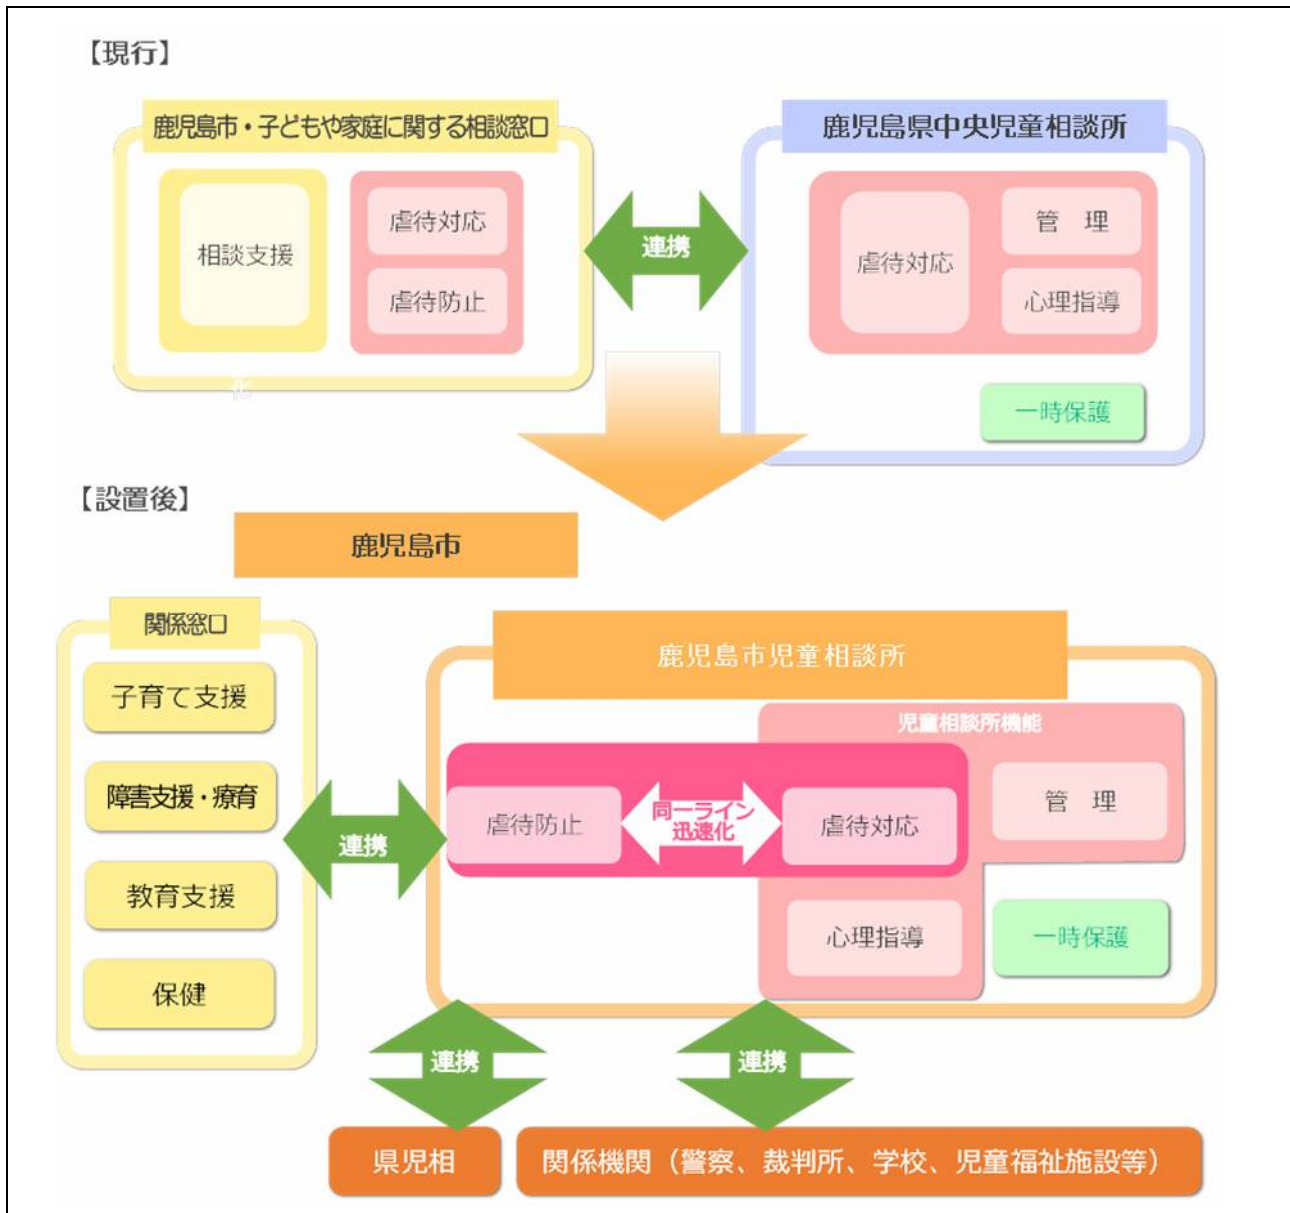 【現行】
鹿児島市・子どもや家庭に関する相談窓口
鹿児島県中央児童相談所
相談支援
虐待対応
虐待防止
連携
虐待対応
管　理
心理指導
化
一時保護
【設置後】
鹿児島市
関係窓口
子育て支援
障害支援・療育
教育支援
保健
連携
鹿児島市児童相談所
児童相談所機能
虐待防止
同一ライン
迅速化
虐待対応
管　理
心理指導
一時保護
連携
連携
県児相
関係機関（警察、裁判所、学校、児童福祉施設等）